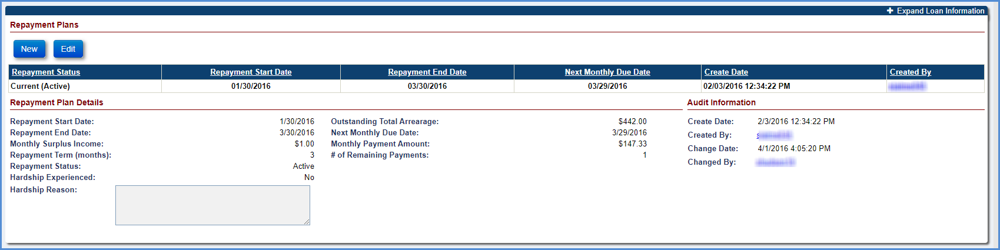 Expand Loan Information
Repayment Plans
New Edit
Repayment Status Repayment Start Date Repayment End Date Next Monthly Due Date Create Date Created By
Current (Active) 01/30/2016 03/30/2016 03/29/2016 02/03/2016 12:34:22 PM
Repayment Plan Details Audit Information
Repayment Start Date: 1/30/2016 Outstanding Total Arrearage: $442.00 Create Date: 2/3/2016 12:34:22 PM
Repayment End Date: 3/30/2016 Next Monthly Due Date: 3/29/2016 Created By:
Monthly Surplus Income: $1.00 Monthly Payment Amount: $147.33 Change Date: 4/1/2016 4:05:20 PM
Repayment Term (months): 3 # of Remaining Payments: 1 Changed By:
Repayment Status: Active
Hardship Experienced: No
Hardship Reason: